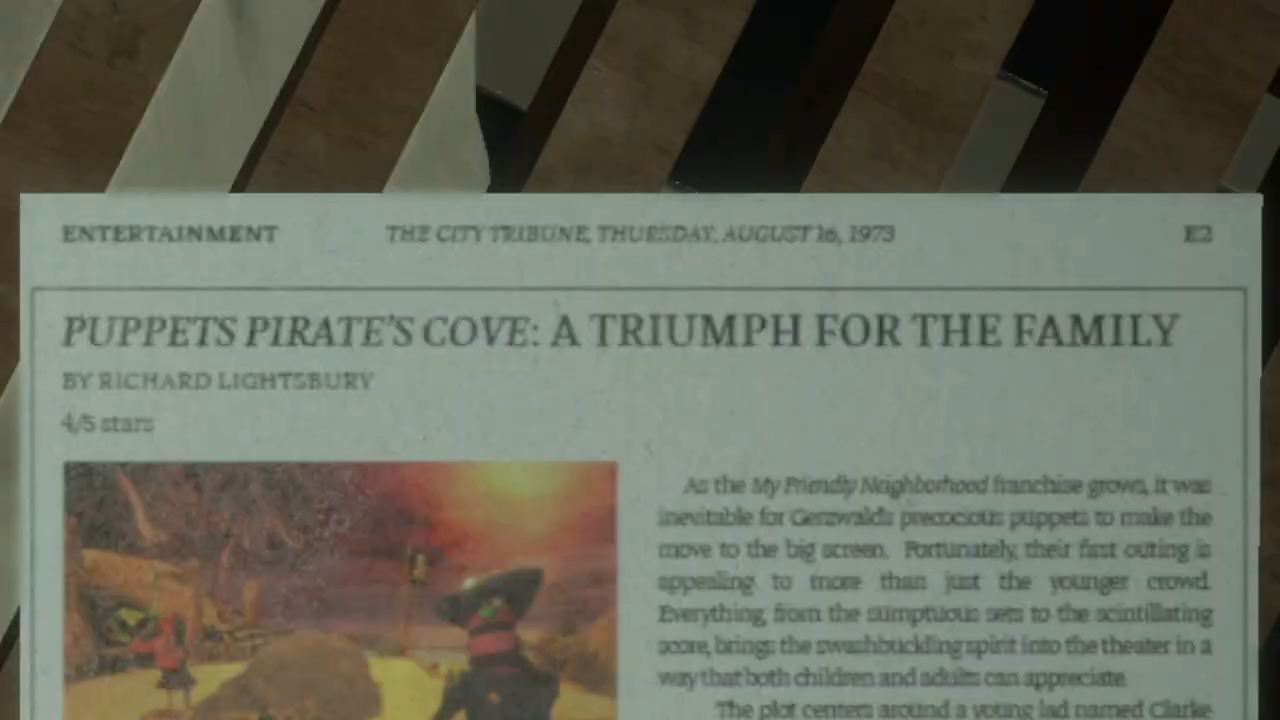 ENTERTAINMENT THE CITY TRIBUNE, THURSDAY, AUGUST 16, 1973 E2
PUPPETS PIRATE'S COVE: A TRIUMPH FOR THE FAMILY
BY RICHARD LIGHTSBURY
4/5 stars
As the My Friendly Neighborhood franchise grows, it was
inevitable for Gerswald's precocious puppets to make the
move to the big screen. Fortunately, their first outing is
appealing to more than just the younger crowd.
Everything, from the sumptuous sets to the scintillating
score, brings the swashbuckling spirit into the theater in a
way that both children and adults can appreciate.
The plot centers around a young lad named Clarke